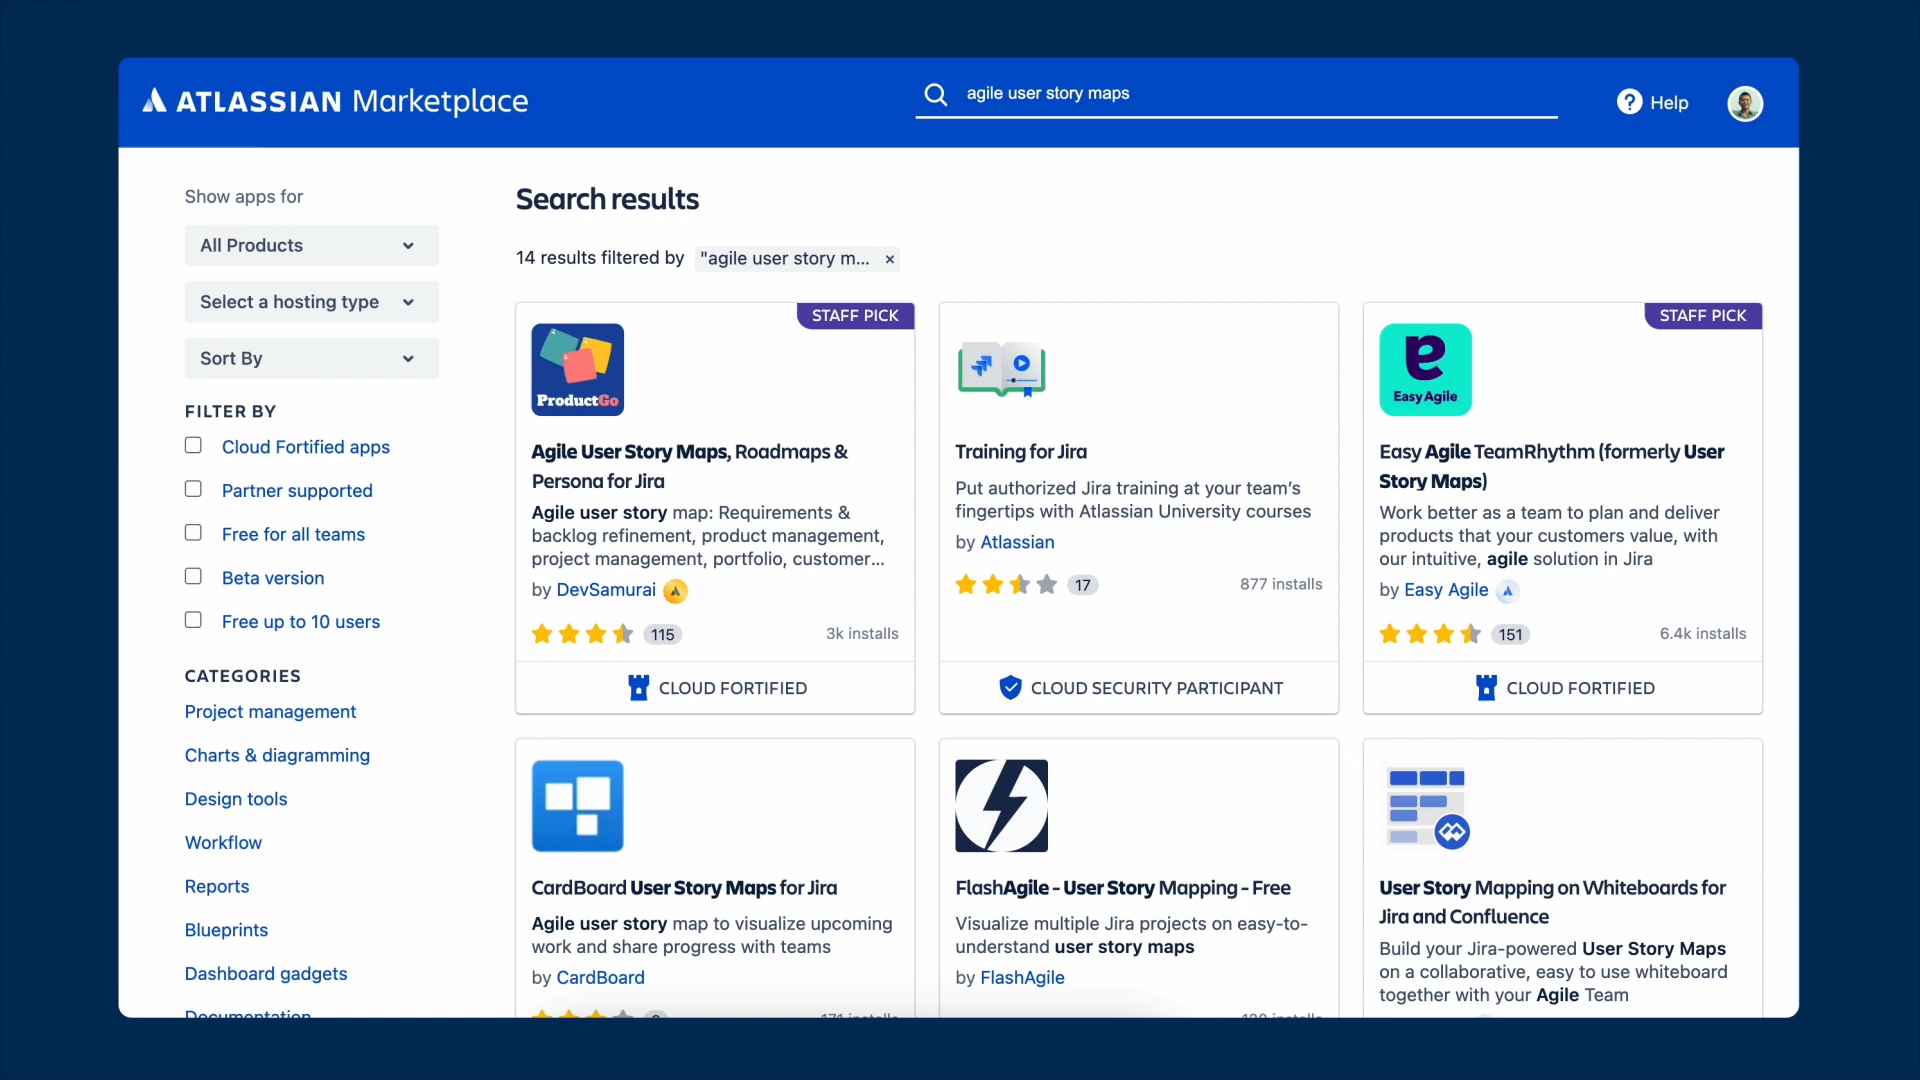 ATLASSIAN Marketplace
agile user story maps
? Help
Show apps for
All Products
Select a hosting type
Sort By
FILTER BY
Cloud Fortified apps
Partner supported
Free for all teams
Beta version
Free up to 10 users
CATEGORIES
Project management
Charts & diagramming
Design tools
Workflow
Reports
Blueprints
Dashboard gadgets
Documentation
Search results
14 results filtered by "agile user story m... ×
STAFF PICK
ProductGo
Agile User Story Maps, Roadmaps &
Persona for Jira
Agile user story map: Requirements &
backlog refinement, product management,
project management, portfolio, customer...
by DevSamurai
115 3k installs
CLOUD FORTIFIED
Training for Jira
Put authorized Jira training at your team’s
fingertips with Atlassian University courses
by Atlassian
17 877 installs
CLOUD SECURITY PARTICIPANT
STAFF PICK
e
Easy Agile
Easy Agile TeamRhythm (formerly User
Story Maps)
Work better as a team to plan and deliver
products that your customers value, with
our intuitive, agile solution in Jira
by Easy Agile
151 6.4k installs
CLOUD FORTIFIED
CardBoard User Story Maps for Jira
Agile user story map to visualize upcoming
work and share progress with teams
by CardBoard
171 installs
FlashAgile - User Story Mapping - Free
Visualize multiple Jira projects on easy-to-
understand user story maps
by FlashAgile
installs
User Story Mapping on Whiteboards for
Jira and Confluence
Build your Jira-powered User Story Maps
on a collaborative, easy to use whiteboard
together with your Agile Team